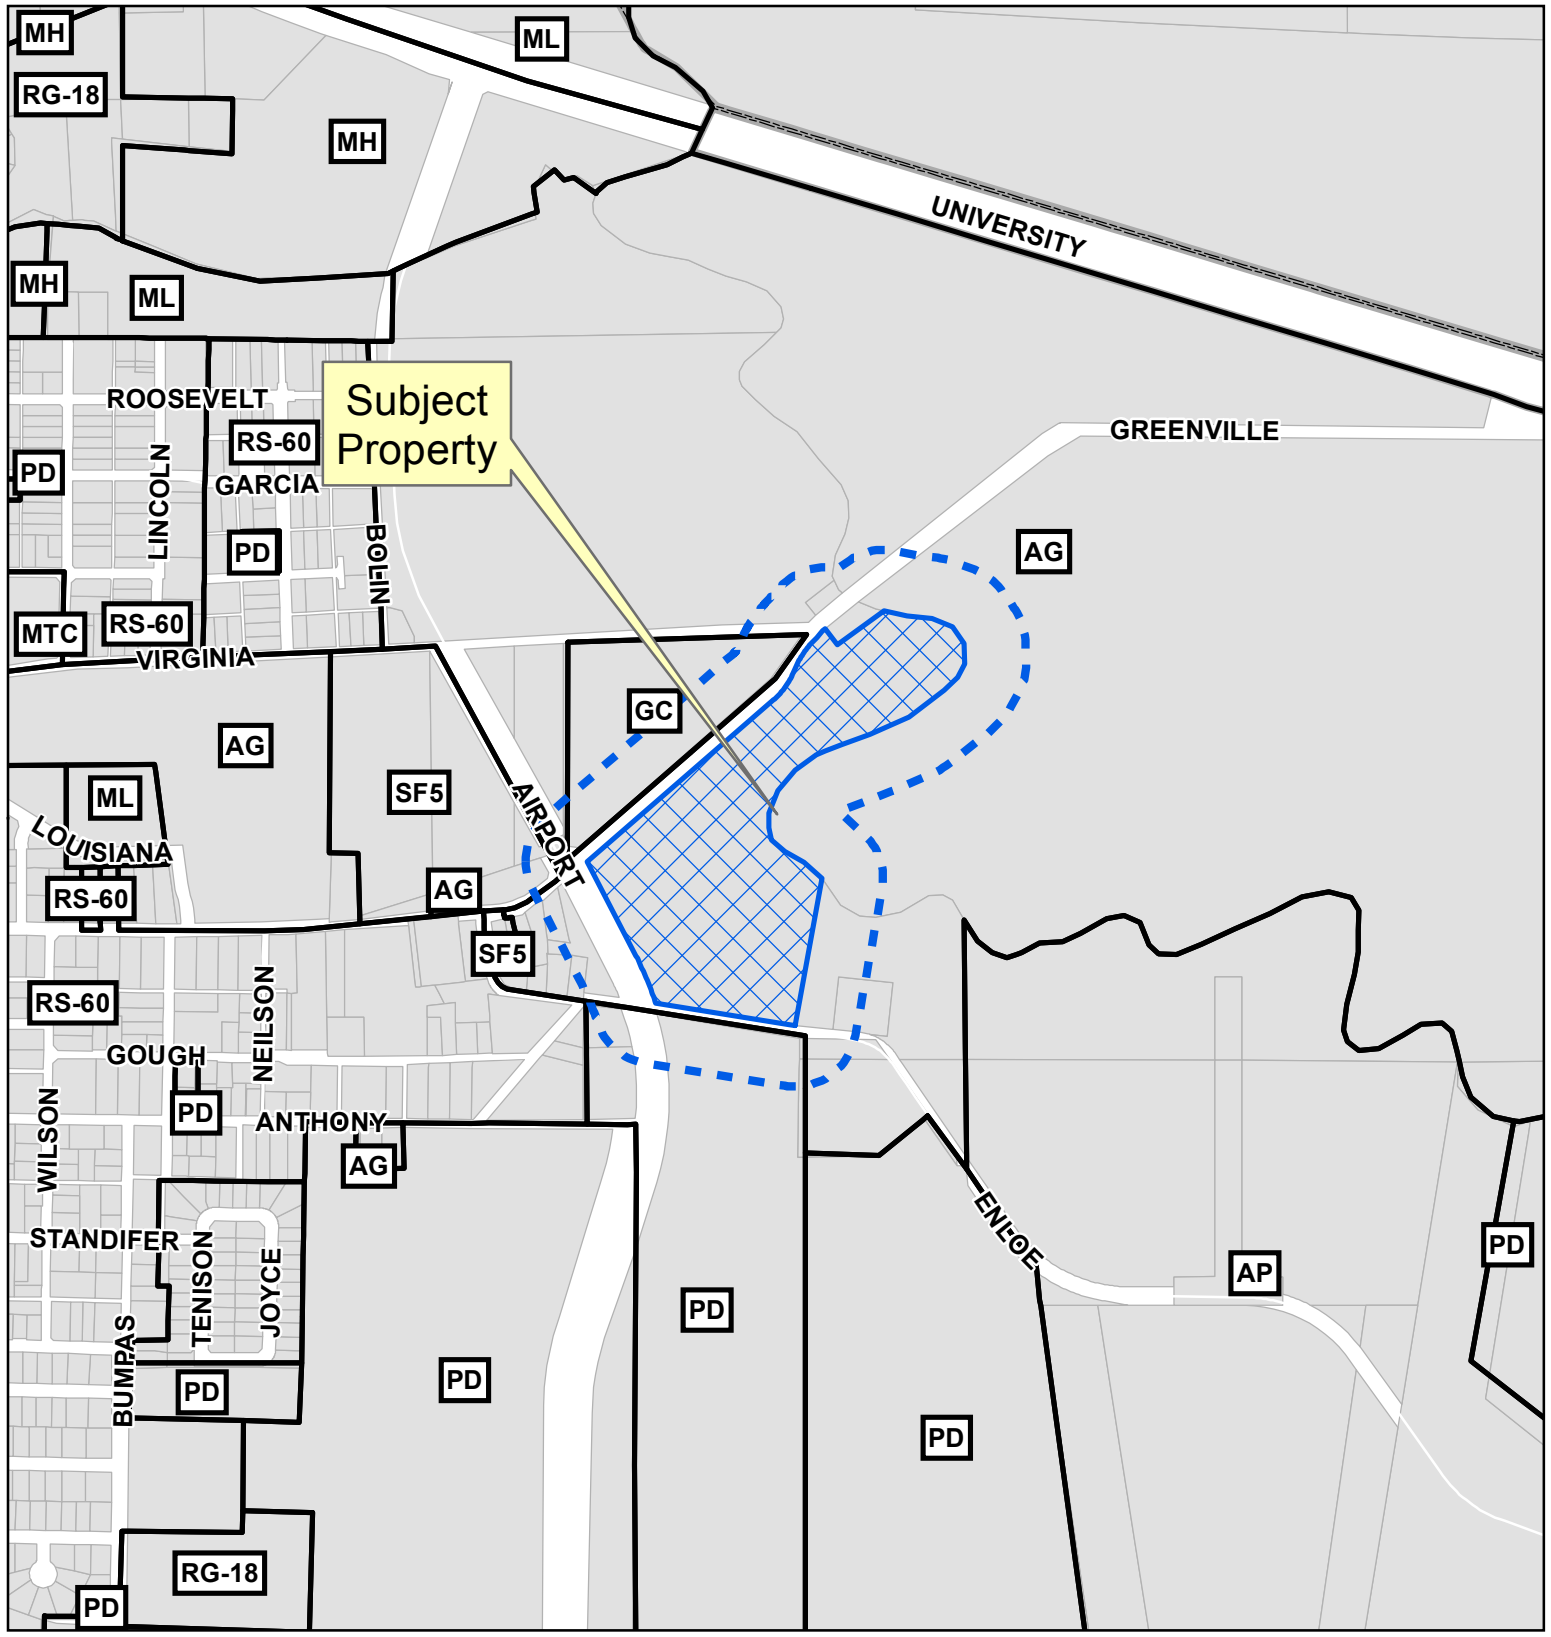 MH
ML
RG-18
MH
UNIVERSITY
MH
ML
ROOSEVELT
Subject
Property
GREENVILLE
RS-60
PD
LINCOLN
GARCIA
PD
BOLIN
AG
MTC
RS-60
VIRGINIA
GC
AG
ML
SF5
AIRPORT
LOUISIANA
RS-60
AG
SF5
RS-60
NEILSON
GOUGH
WILSON
PD
ANTHONY
AG
STANDIFER
TENISON
JOYCE
ENLOE
PD
AP
PD
BUMPAS
PD
PD
PD
RG-18
PD